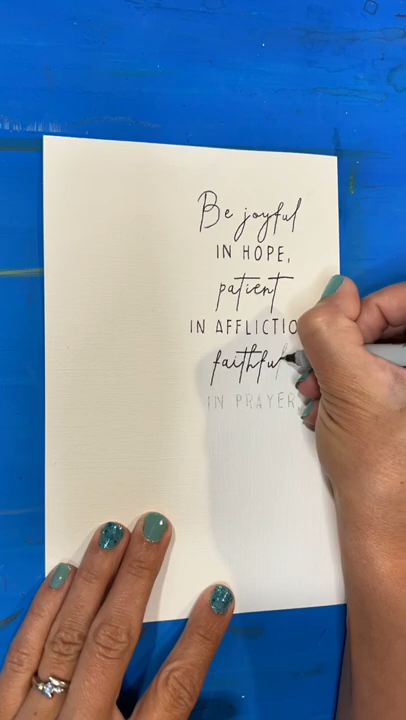 Be joyful
IN HOPE,
patient
IN AFFLICTIO
faithful
IN PRAYER